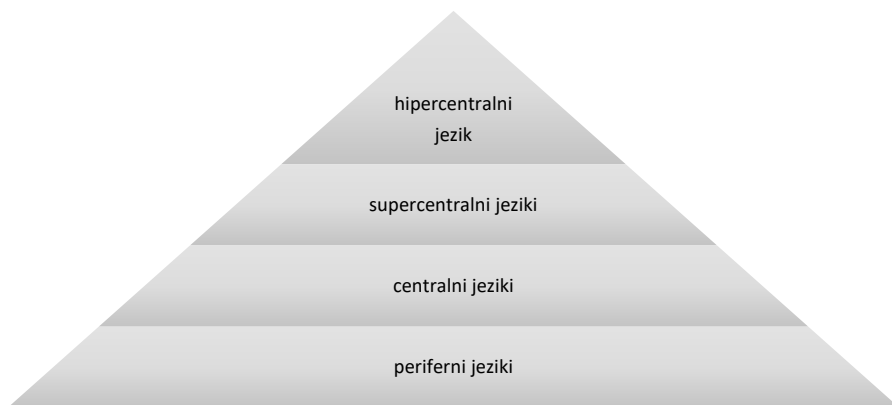 hipercentralni
jezik
supercentralni jeziki
centralni jeziki
periferni jeziki